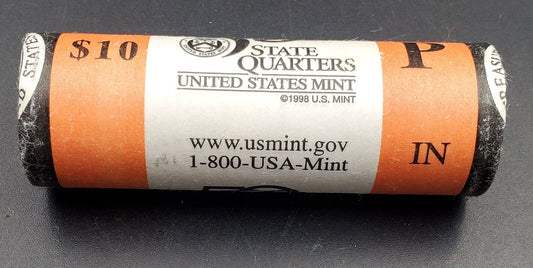 $10
STATE
QUARTERS
UNITED STATES MINT
©1998 U.S. MINT
www.usmint.gov
1-800-USA-Mint
P
IN